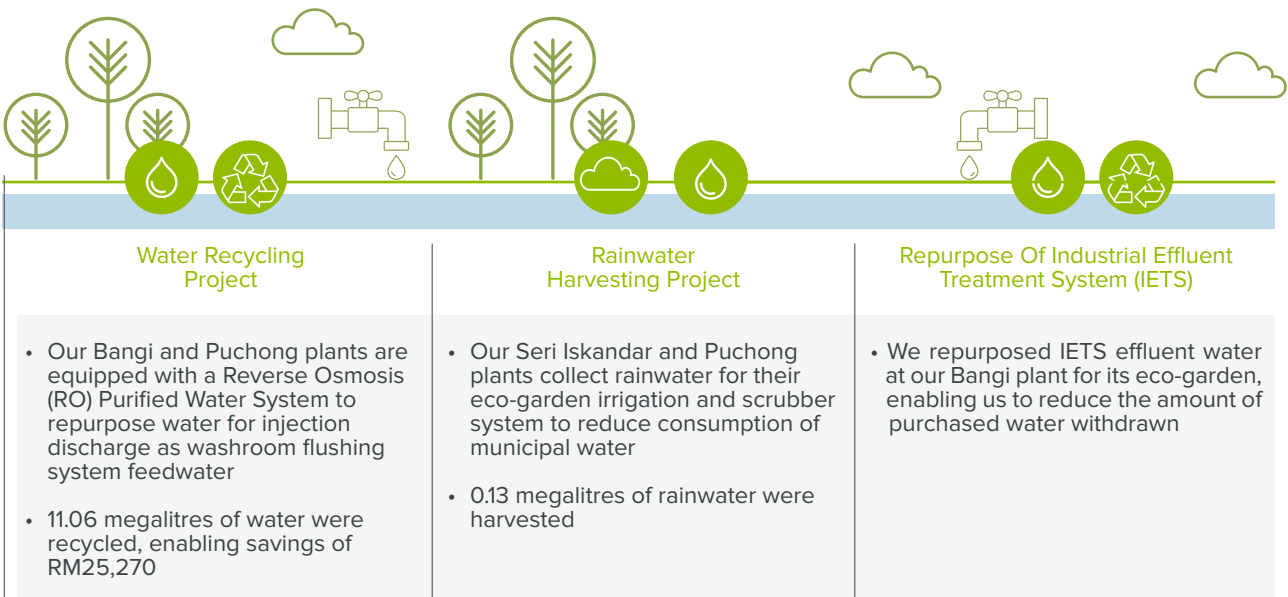 Water Recycling
Project
• Our Bangi and Puchong plants are
equipped with a Reverse Osmosis
(RO) Purified Water System to
repurpose water for injection
discharge as washroom flushing
system feedwater
• 11.06 megalitres of water were
recycled, enabling savings of
RM25,270
Rainwater
Harvesting Project
• Our Seri Iskandar and Puchong
plants collect rainwater for their
eco-garden irrigation and scrubber
system to reduce consumption of
municipal water
• 0.13 megalitres of rainwater were
harvested
Repurpose Of Industrial Effluent
Treatment System (IETS)
• We repurposed IETS effluent water
at our Bangi plant for its eco-garden,
enabling us to reduce the amount of
purchased water withdrawn